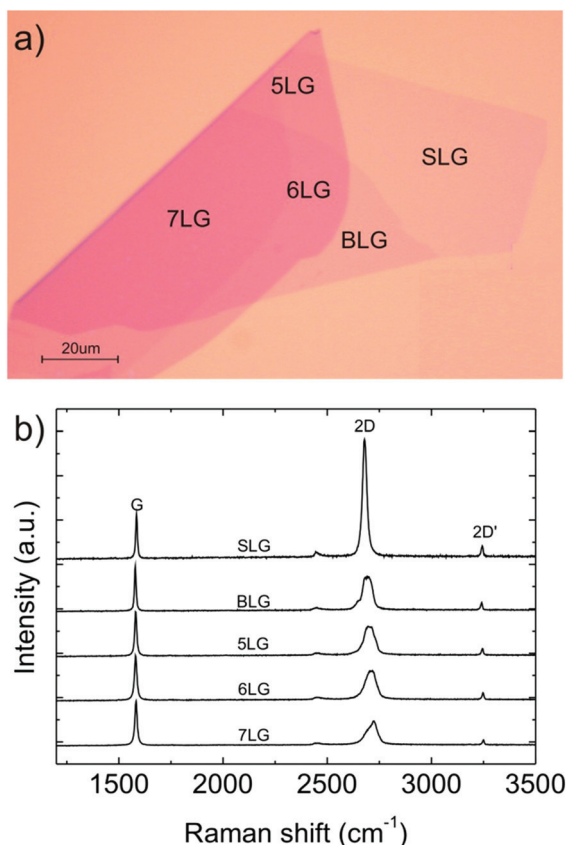 a)
5LG
SLG
6LG
7LG
BLG
20um
b)
2D
G
2D'
SLG
BLG
5LG
6LG
7LG
Intensity (a.u.)
1500 2000 2500 3000 3500
Raman shift (cm⁻¹)